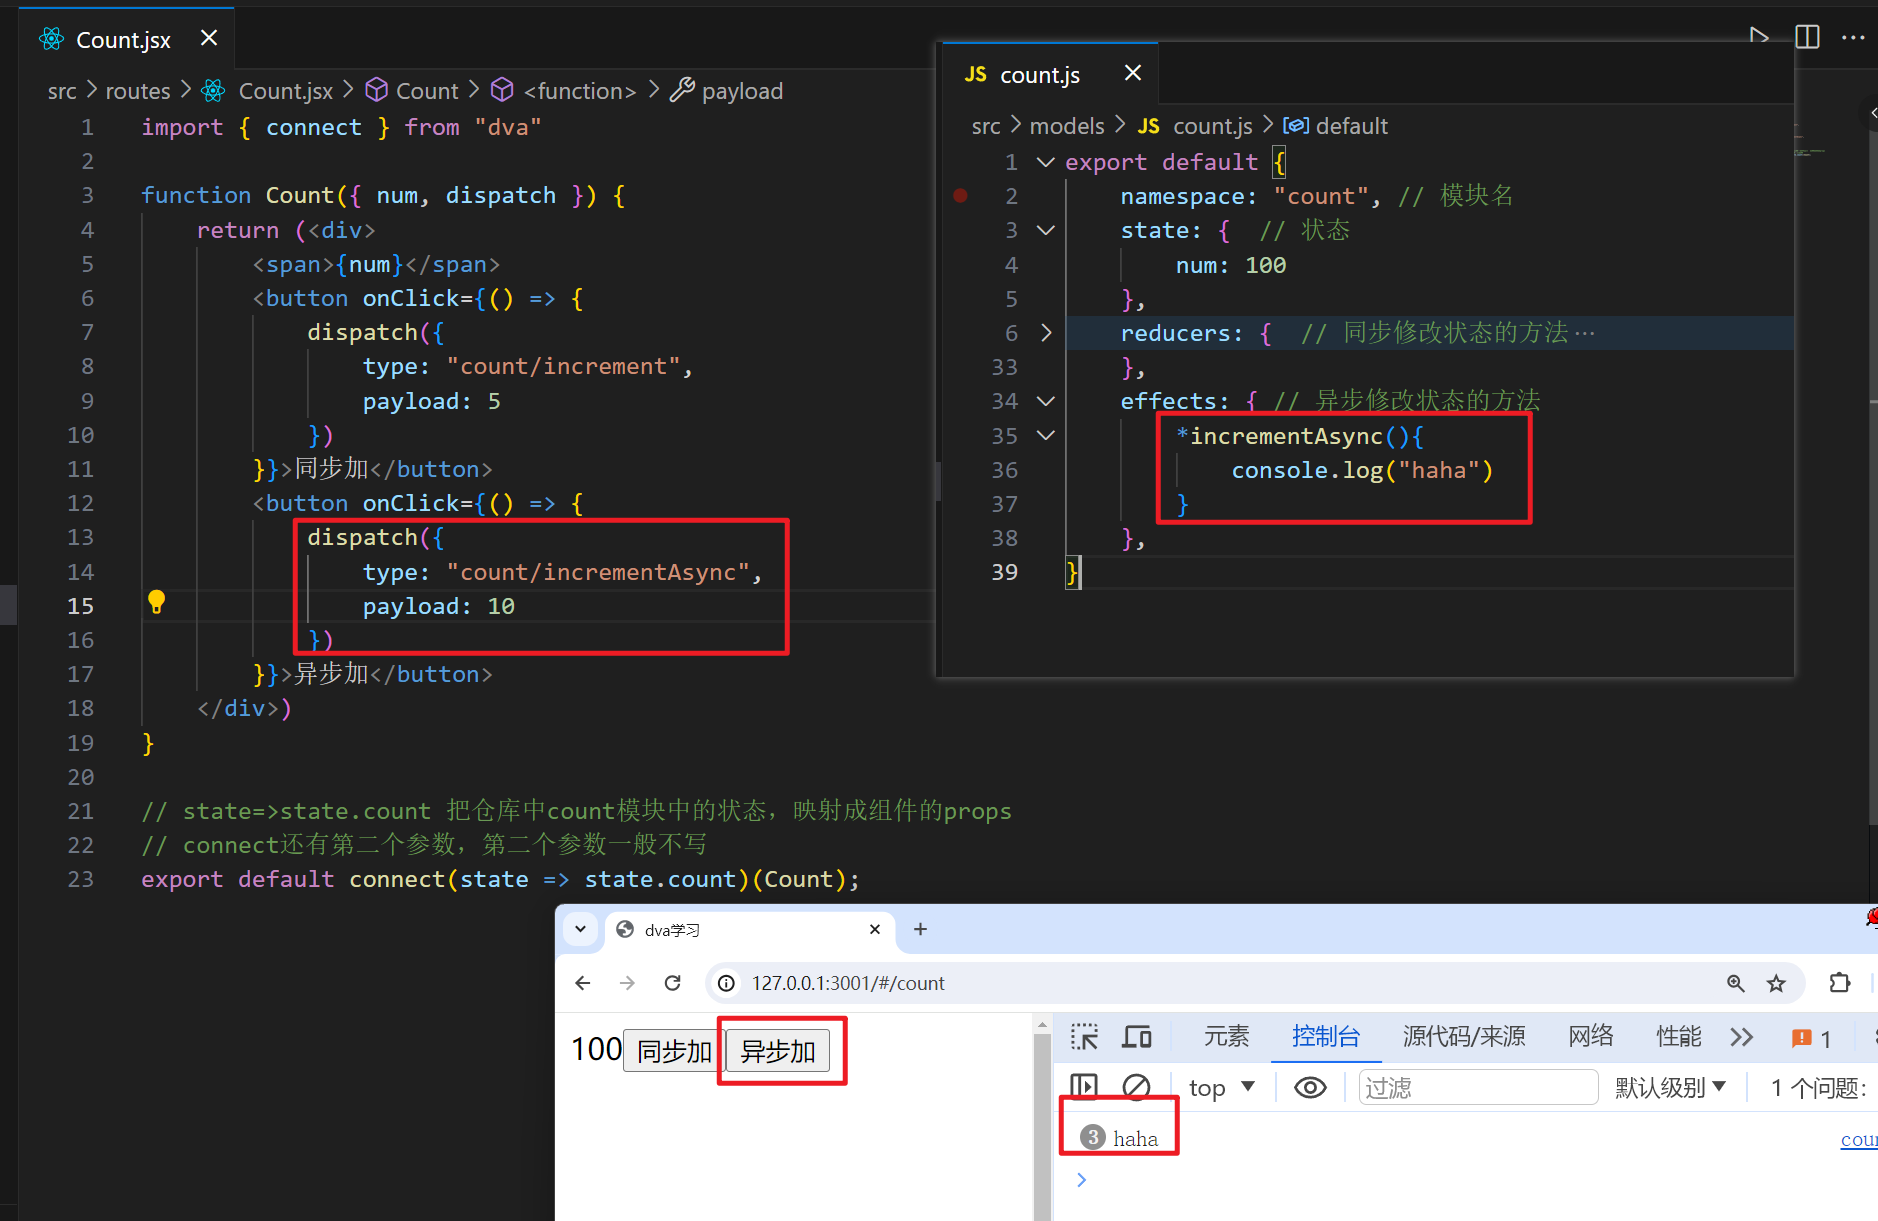 Count.jsx
src > routes > Count.jsx > Count > <function> > payload
1 import { connect } from "dva"
2
3 function Count({ num, dispatch }) {
4 return (<div>
5 <span>{num}</span>
6 <button onClick={() => {
7 dispatch({
8 type: "count/increment",
9 payload: 5
10 })
11 }}>同步加</button>
12 <button onClick={() => {
13 dispatch({
14 type: "count/incrementAsync",
15 payload: 10
16 })
17 }}>异步加</button>
18 </div>)
19 }
20
21 // state=>state.count 把仓库中count模块中的状态，映射成组件的props
22 // connect还有第二个参数，第二个参数一般不写
23 export default connect(state => state.count)(Count);
JS count.js
src > models > JS count.js > default
1 export default {
2 namespace: "count", // 模块名
3 state: { // 状态
4 num: 100
5 },
6 reducers: { // 同步修改状态的方法…
33 },
34 effects: { // 异步修改状态的方法
35 *incrementAsync(){
36 console.log("haha")
37 }
38 },
39 }
dva学习
127.0.0.1:3001/#/count
100 同步加 异步加
元素 控制台 源代码/来源 网络 性能 1
top 过滤 默认级别 1 个问题:
3 haha